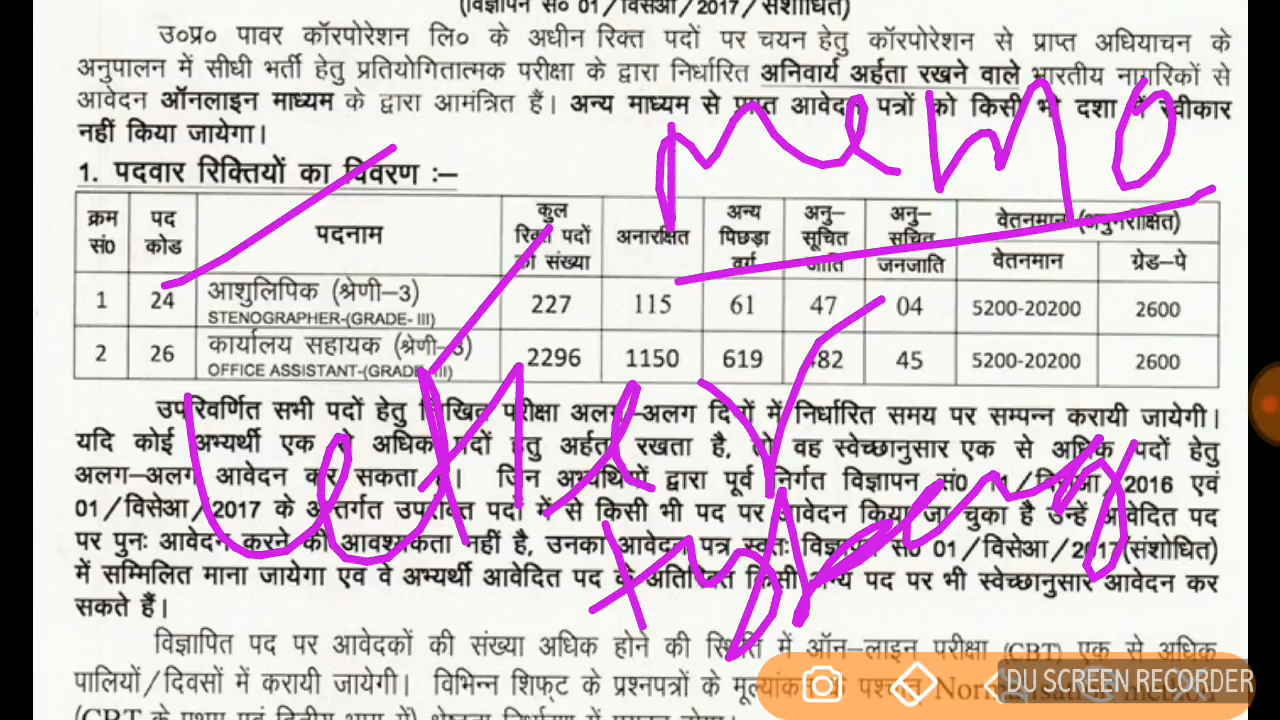 (विज्ञापन सं० 01/विसेआ/2017/संशोधित)
उ०प्र० पावर कॉरपोरेशन लि० के अधीन रिक्त पदों पर चयन हेतु कॉरपोरेशन से प्राप्त अधियाचन के
अनुपालन में सीधी भर्ती हेतु प्रतियोगितात्मक परीक्षा के द्वारा निर्धारित अनिवार्य अर्हता रखने वाले भारतीय नागरिकों से
आवेदन ऑनलाइन माध्यम के द्वारा आमंत्रित हैं। अन्य माध्यम से प्राप्त आवेदन पत्रों को किसी भी दशा में स्वीकार
नहीं किया जायेगा।
memo
1. पदवार रिक्तियों का विवरण :–
क्रम सं० पद कोड पदनाम कुल रिक्त पदों की संख्या अनारक्षित अन्य पिछड़ा वर्ग अनु–सूचित जाति अनु–सूचित जनजाति वेतनमान (अपुनरीक्षित)
वेतनमान ग्रेड–पे
1 24 आशुलिपिक (श्रेणी–3) 227 115 61 47 04 5200-20200 2600
STENOGRAPHER-(GRADE- III)
2 26 कार्यालय सहायक (श्रेणी–3) 2296 1150 619 482 45 5200-20200 2600
OFFICE ASSISTANT-(GRADE- III)
letter
उपरिवर्णित सभी पदों हेतु लिखित परीक्षा अलग–अलग दिनों में निर्धारित समय पर सम्पन्न करायी जायेगी।
यदि कोई अभ्यर्थी एक से अधिक पदों हेतु अर्हता रखता है, तो वह स्वेच्छानुसार एक से अधिक पदों हेतु
अलग–अलग आवेदन कर सकता है। जिन अभ्यर्थियों द्वारा पूर्व निर्गत विज्ञापन सं० 11/विसेआ/2016 एवं
01/विसेआ/2017 के अंतर्गत उपरोक्त पदों में से किसी भी पद पर आवेदन किया जा चुका है उन्हें आवेदित पद
पर पुनः आवेदन करने की आवश्यकता नहीं है, उनका आवेदन पत्र स्वतः विज्ञापन सं० 01/विसेआ/2017(संशोधित)
में सम्मिलित माना जायेगा एवं वे अभ्यर्थी आवेदित पद के अतिरिक्त किसी अन्य पद पर भी स्वेच्छानुसार आवेदन कर
सकते हैं।
विज्ञापित पद पर आवेदकों की संख्या अधिक होने की स्थिति में ऑन–लाइन परीक्षा (CBT) एक से अधिक
पालियों/दिवसों में करायी जायेगी। विभिन्न शिफ्ट के प्रश्नपत्रों के मूल्यांकन के पश्चात्
DU SCREEN RECORDER